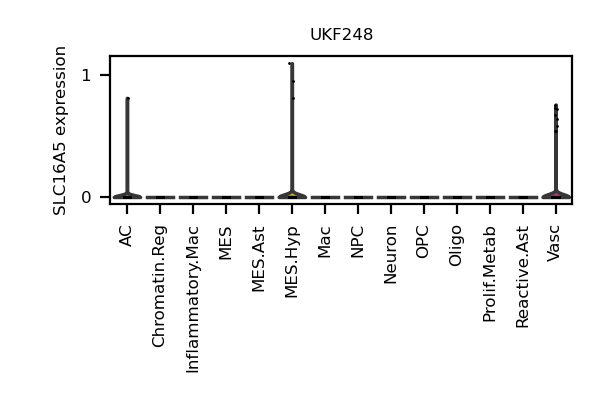 UKF248
SLC16A5 expression
1
0
AC
Chromatin.Reg
Inflammatory.Mac
MES
MES.Ast
MES.Hyp
Mac
NPC
Neuron
OPC
Oligo
Prolif.Metab
Reactive.Ast
Vasc